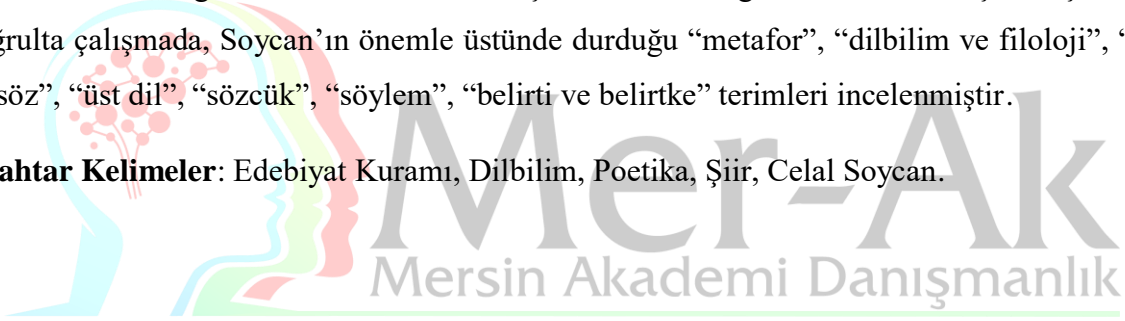 ğrulta çalışmada, Soycan’ın önemle üstünde durduğu “metafor”, “dilbilim ve filoloji”, “
söz”, “üst dil”, “sözcük”, “söylem”, “belirti ve belirtke” terimleri incelenmiştir.
ahtar Kelimeler: Edebiyat Kuramı, Dilbilim, Poetika, Şiir, Celal Soycan.
Mer-Ak
Mersin Akademi Danışmanlık